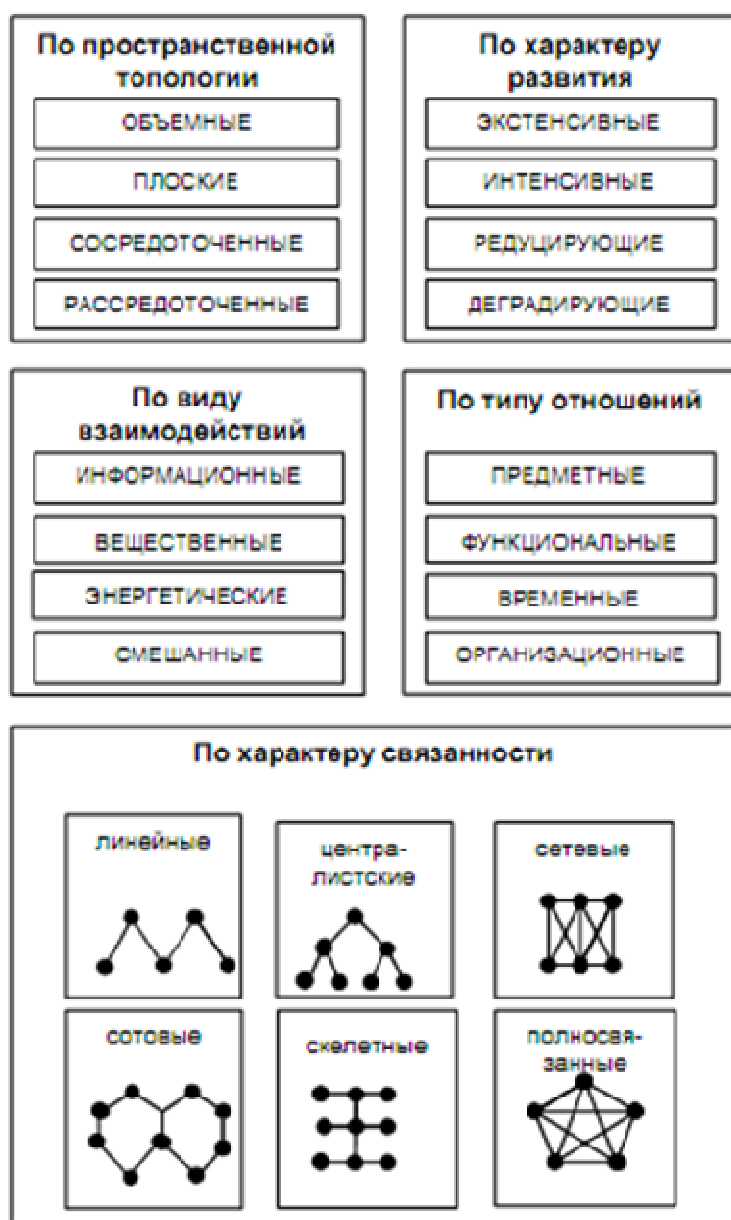 По пространственной
топологии
ОБЪЕМНЫЕ
ПЛОСКИЕ
СОСРЕДОТОЧЕННЫЕ
РАССРЕДОТОЧЕННЫЕ
По характеру
развития
ЭКСТЕНСИВНЫЕ
ИНТЕНСИВНЫЕ
РЕДУЦИРУЮЩИЕ
ДЕГРАДИРУЮЩИЕ
По виду
взаимодействий
ИНФОРМАЦИОННЫЕ
ВЕЩЕСТВЕННЫЕ
ЭНЕРГЕТИЧЕСКИЕ
СМЕШАННЫЕ
По типу отношений
ПРЕДМЕТНЫЕ
ФУНКЦИОНАЛЬНЫЕ
ВРЕМЕННЫЕ
ОРГАНИЗАЦИОННЫЕ
По характеру связанности
линейные
центра-
листские
сетевые
сотовые
скелетные
полносвя-
занные